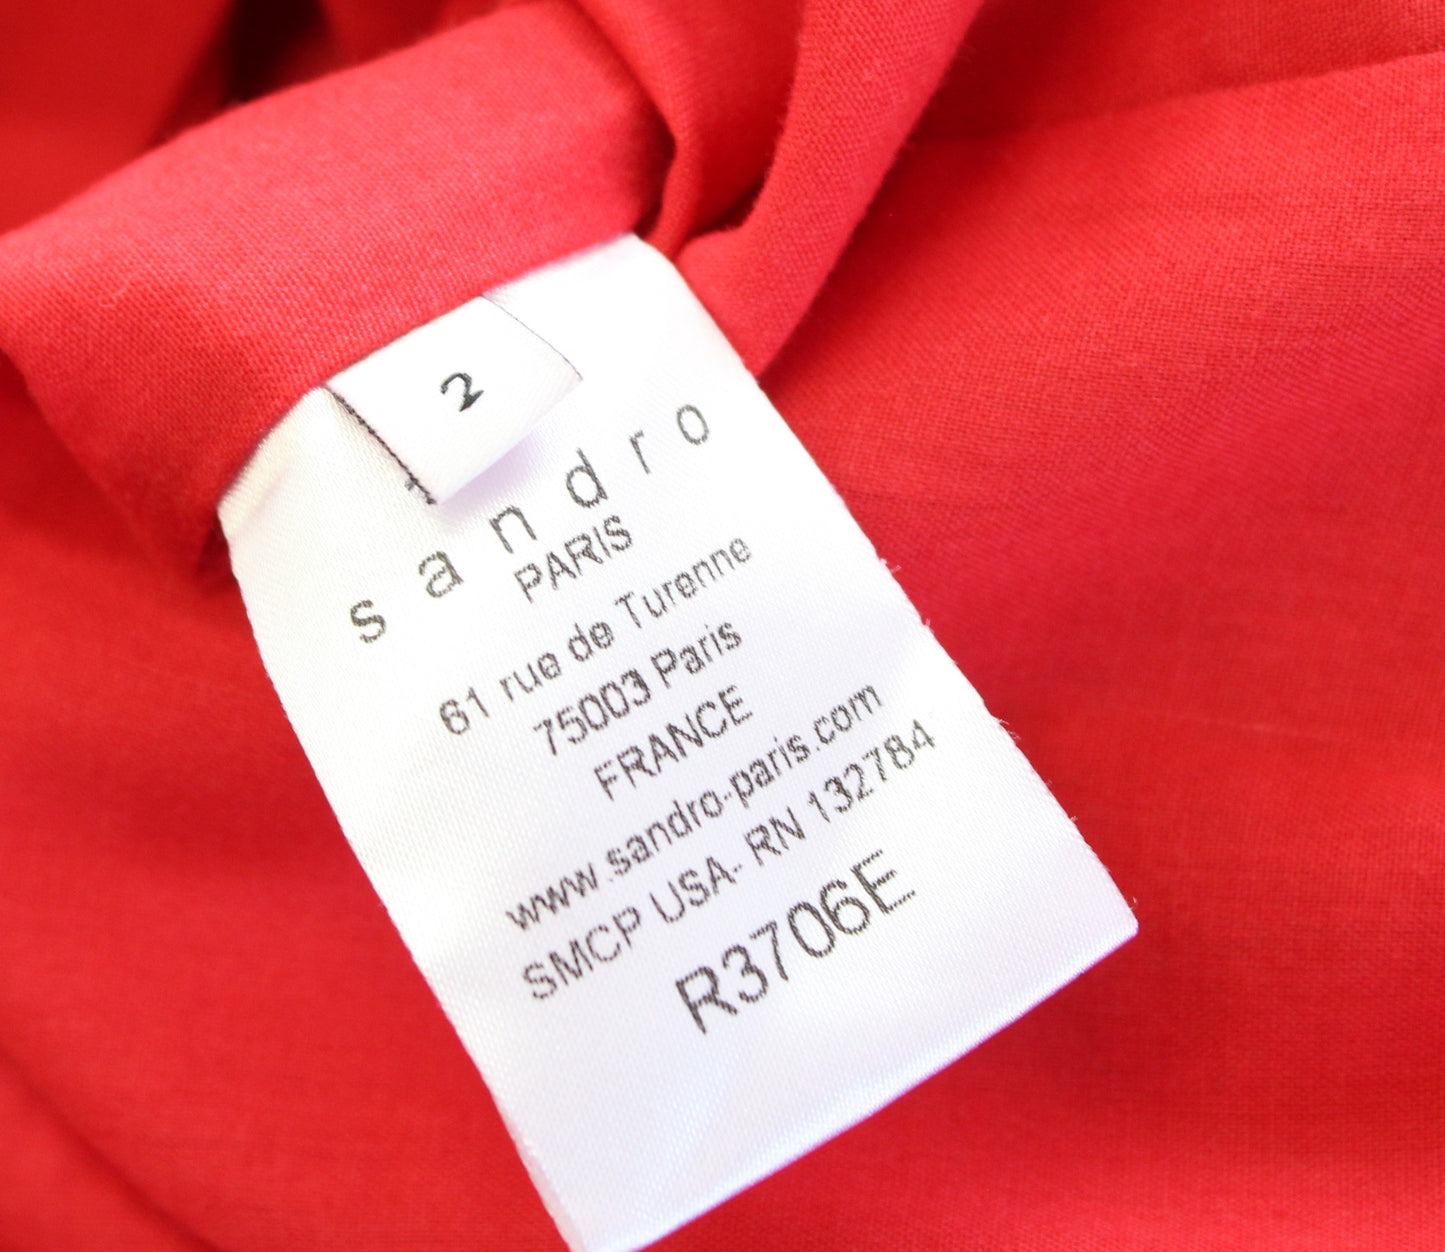 2
sandro
PARIS
61 rue de Turenne
75003 Paris
FRANCE
www.sandro-paris.com
SMCP USA- RN 132784
R3706E